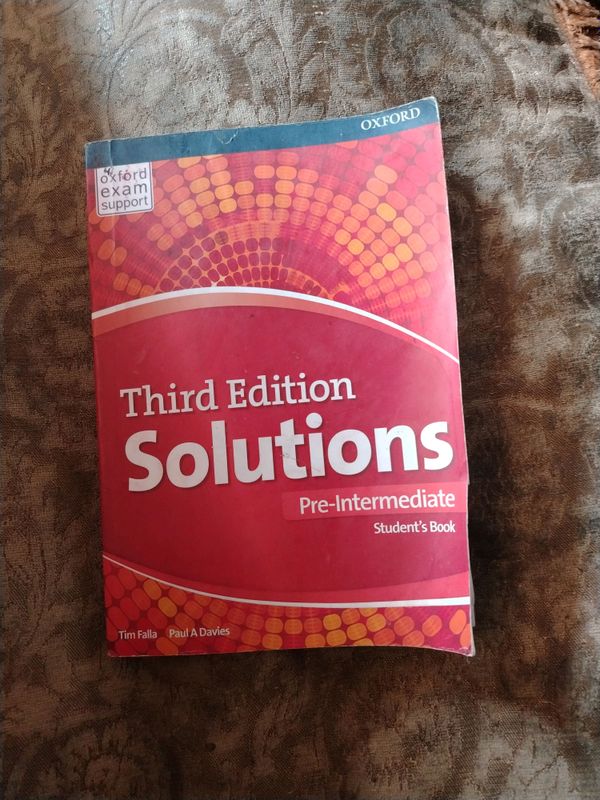 OXFORD
oxford
exam
support
Third Edition
Solutions
Pre-Intermediate
Student's Book
Tim Falla Paul A Davies